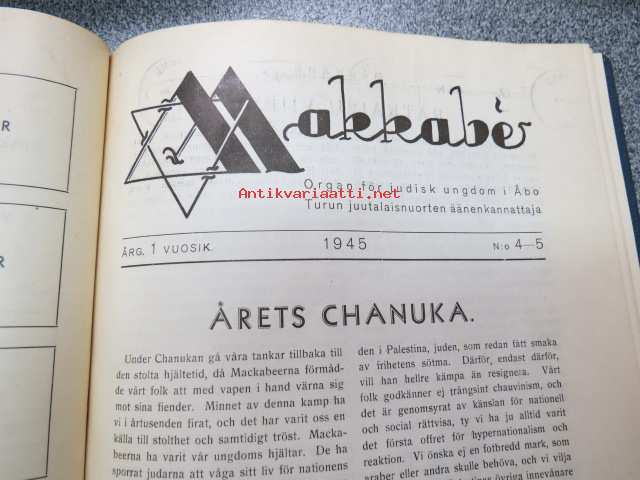 Makkabé
Organ för judisk ungdom i Åbo
Antikvariaatti.net
Turun juutalaisnuorten äänenkannattaja
ÅRG. 1 VUOSIK. 1945 N:o 4—5
ÅRETS CHANUKA.
Under Chanukan gå våra tankar tillbaka till
den stolta hjältetid, då Mackabeerna förmåd-
de vårt folk att med vapen i hand värna sig
mot sina fiender. Minnet av denna kamp ha
vi i årtusenden firat, och det har varit oss en
källa till stolthet och samtidigt tröst. Macka-
beerna ha varit vår ungdoms hjältar. De ha
sporrat judarna att våga sitt liv för nationens
den i Palestina, juden, som redan fått smaka
av frihetens sötma. Därför, endast därför,
vill han hellre kämpa än resignera. Vårt
folk godkänner ej trångsint chauvinism, och
det är genomsyrat av känslan för nationell
och social rättvisa, ty vi ha ju alltid varit
det första offret för hypernationalism och
reaktion. Vi önska ej en fotbredd mark, som
araber eller andra skulle behöva, och vi vilja
övriga innevånare
R
R